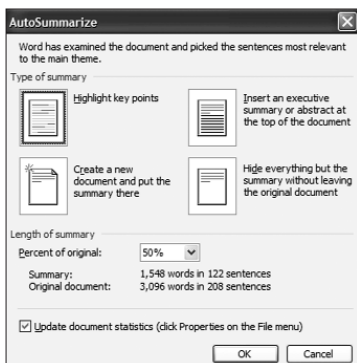 AutoSummarize
Word has examined the document and picked the sentences most relevant
to the main theme.
Type of summary
Highlight key points
Insert an executive
summary or abstract at
the top of the document
Create a new
document and put the
summary there
Hide everything but the
summary without leaving
the original document
Length of summary
Percent of original: 50%
Summary: 1,548 words in 122 sentences
Original document: 3,096 words in 208 sentences
Update document statistics (click Properties on the File menu)
OK Cancel